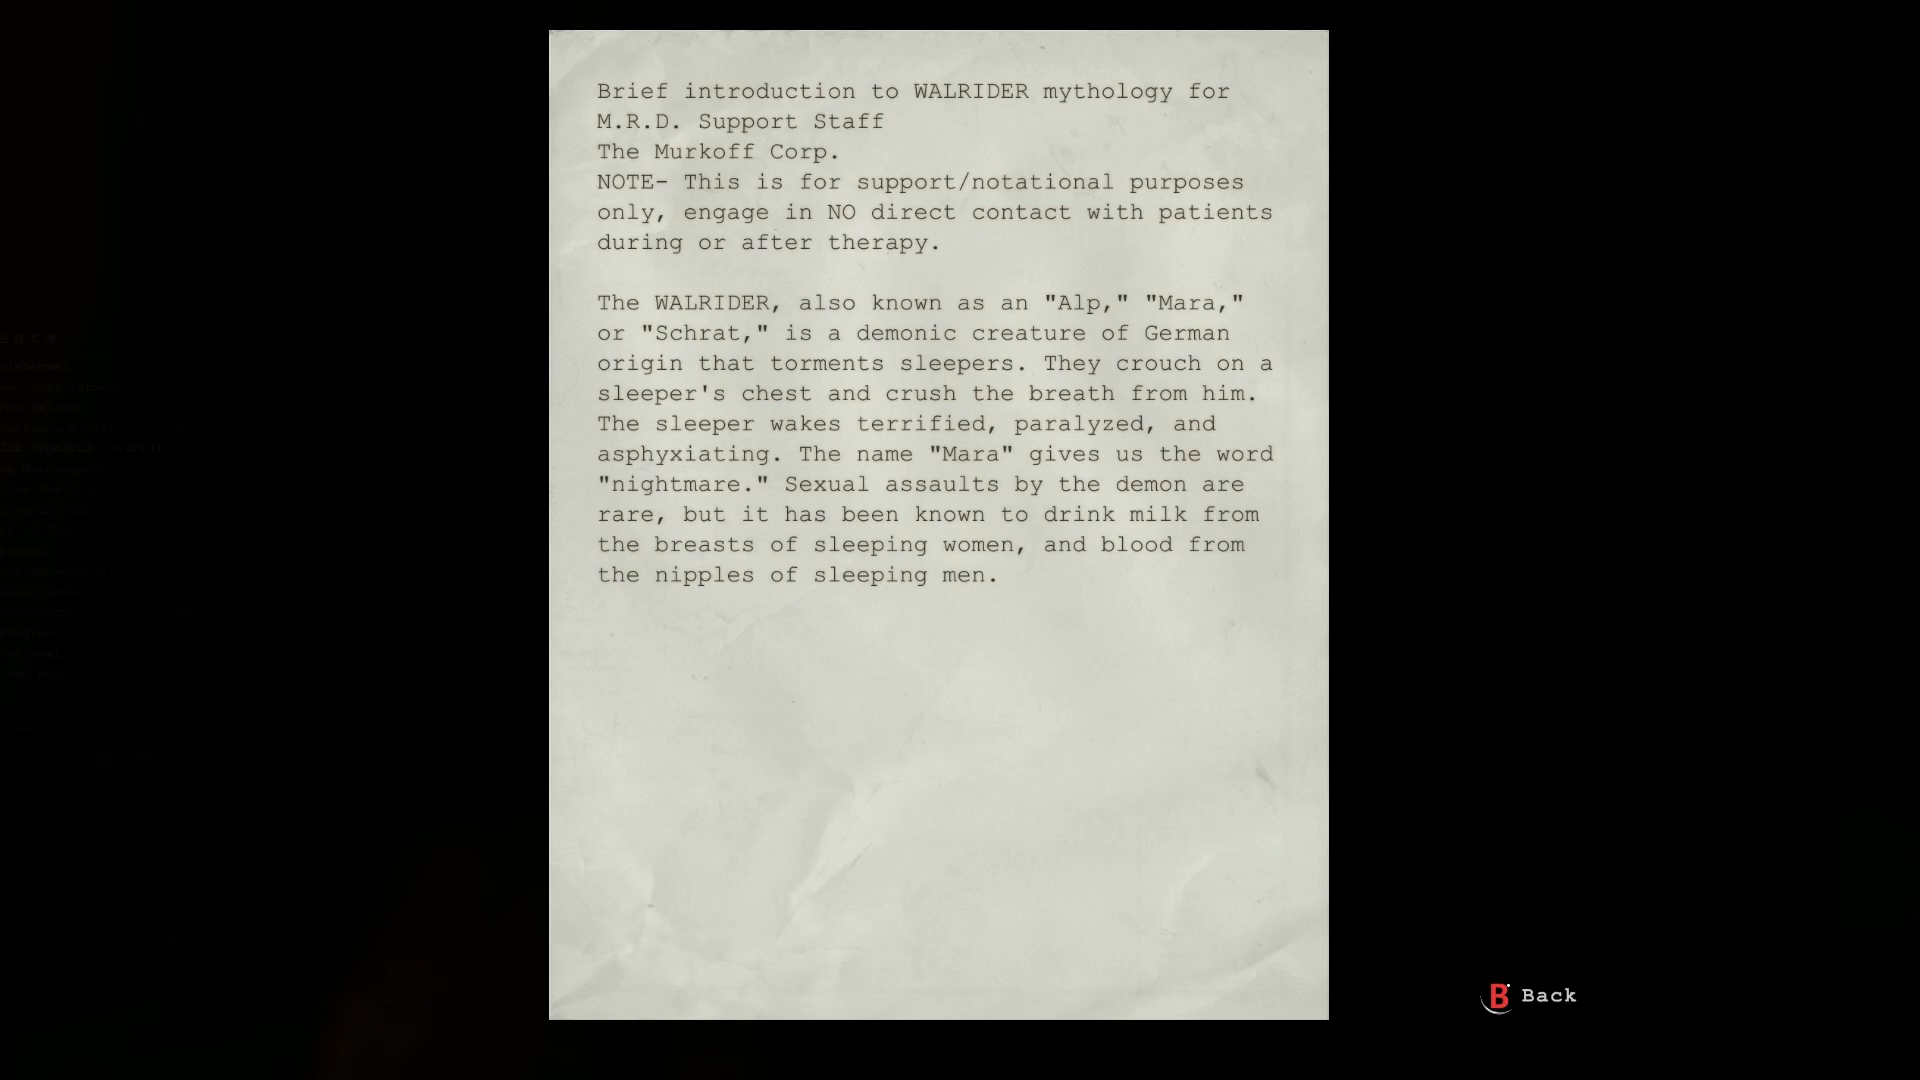 Brief introduction to WALRIDER mythology for
M.R.D. Support Staff
The Murkoff Corp.
NOTE- This is for support/notational purposes
only, engage in NO direct contact with patients
during or after therapy.
The WALRIDER, also known as an "Alp," "Mara,"
or "Schrat," is a demonic creature of German
origin that torments sleepers. They crouch on a
sleeper's chest and crush the breath from him.
The sleeper wakes terrified, paralyzed, and
asphyxiating. The name "Mara" gives us the word
"nightmare." Sexual assaults by the demon are
rare, but it has been known to drink milk from
the breasts of sleeping women, and blood from
the nipples of sleeping men.
B Back